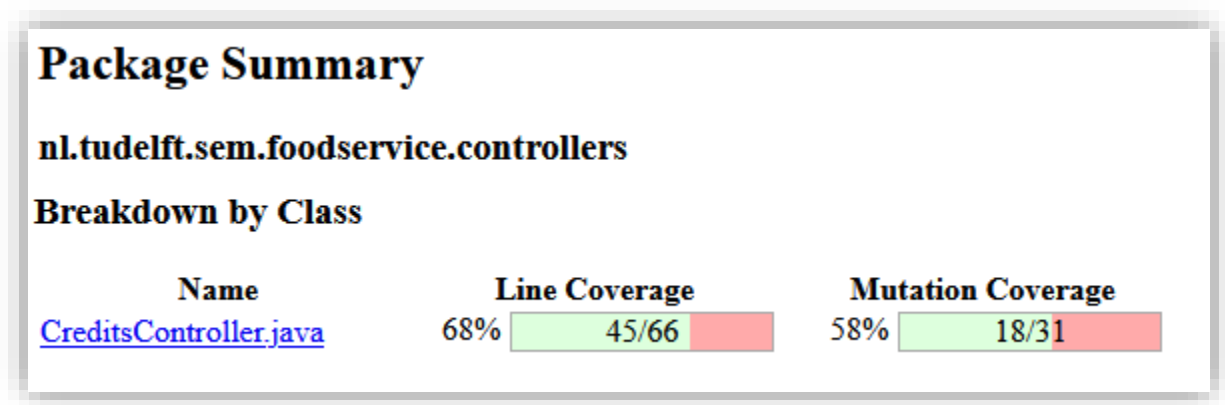 Package Summary
nl.tudelft.sem.foodservice.controllers
Breakdown by Class
Name Line Coverage Mutation Coverage
CreditsController.java 68% 45/66 58% 18/31